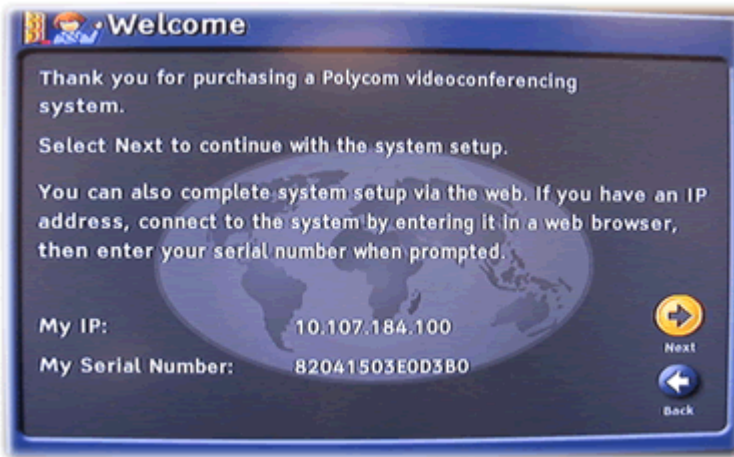 Welcome
Thank you for purchasing a Polycom videoconferencing
system.
Select Next to continue with the system setup.
You can also complete system setup via the web. If you have an IP
address, connect to the system by entering it in a web browser,
then enter your serial number when prompted.
My IP: 10.107.184.100
Next
My Serial Number: 82041503E0D3B0
Back